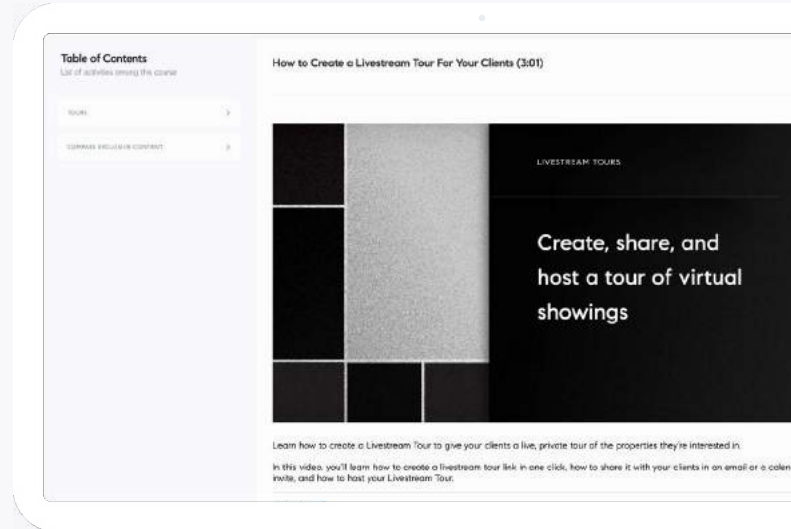 Table of Contents
List of activities among this course
TOURS
COMPASS EXCLUSIVE CONTENT
How to Create a Livestream Tour For Your Clients (3:01)
LIVESTREAM TOURS
Create, share, and
host a tour of virtual
showings
Learn how to create a Livestream Tour to give your clients a live, private tour of the properties they're interested in.
In this video, you'll learn how to create a livestream tour link in one click, how to share it with your clients in an email or a calen
invite, and how to host your Livestream Tour.